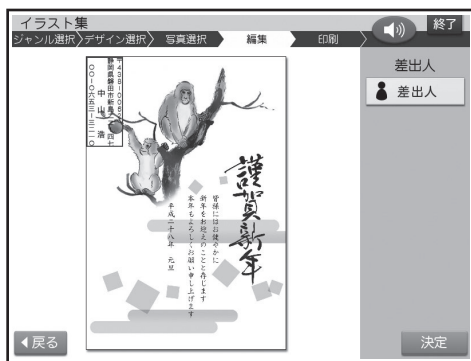 イラスト集
終了
ジャンル選択
デザイン選択
写真選択
編集
印刷
差出人
差出人
中山 浩
謹賀新年
皆様にはお健やかに
新年をお迎えのことと存じます
本年もよろしくお願い申し上げます
平成二十八年 元旦
戻る
決定